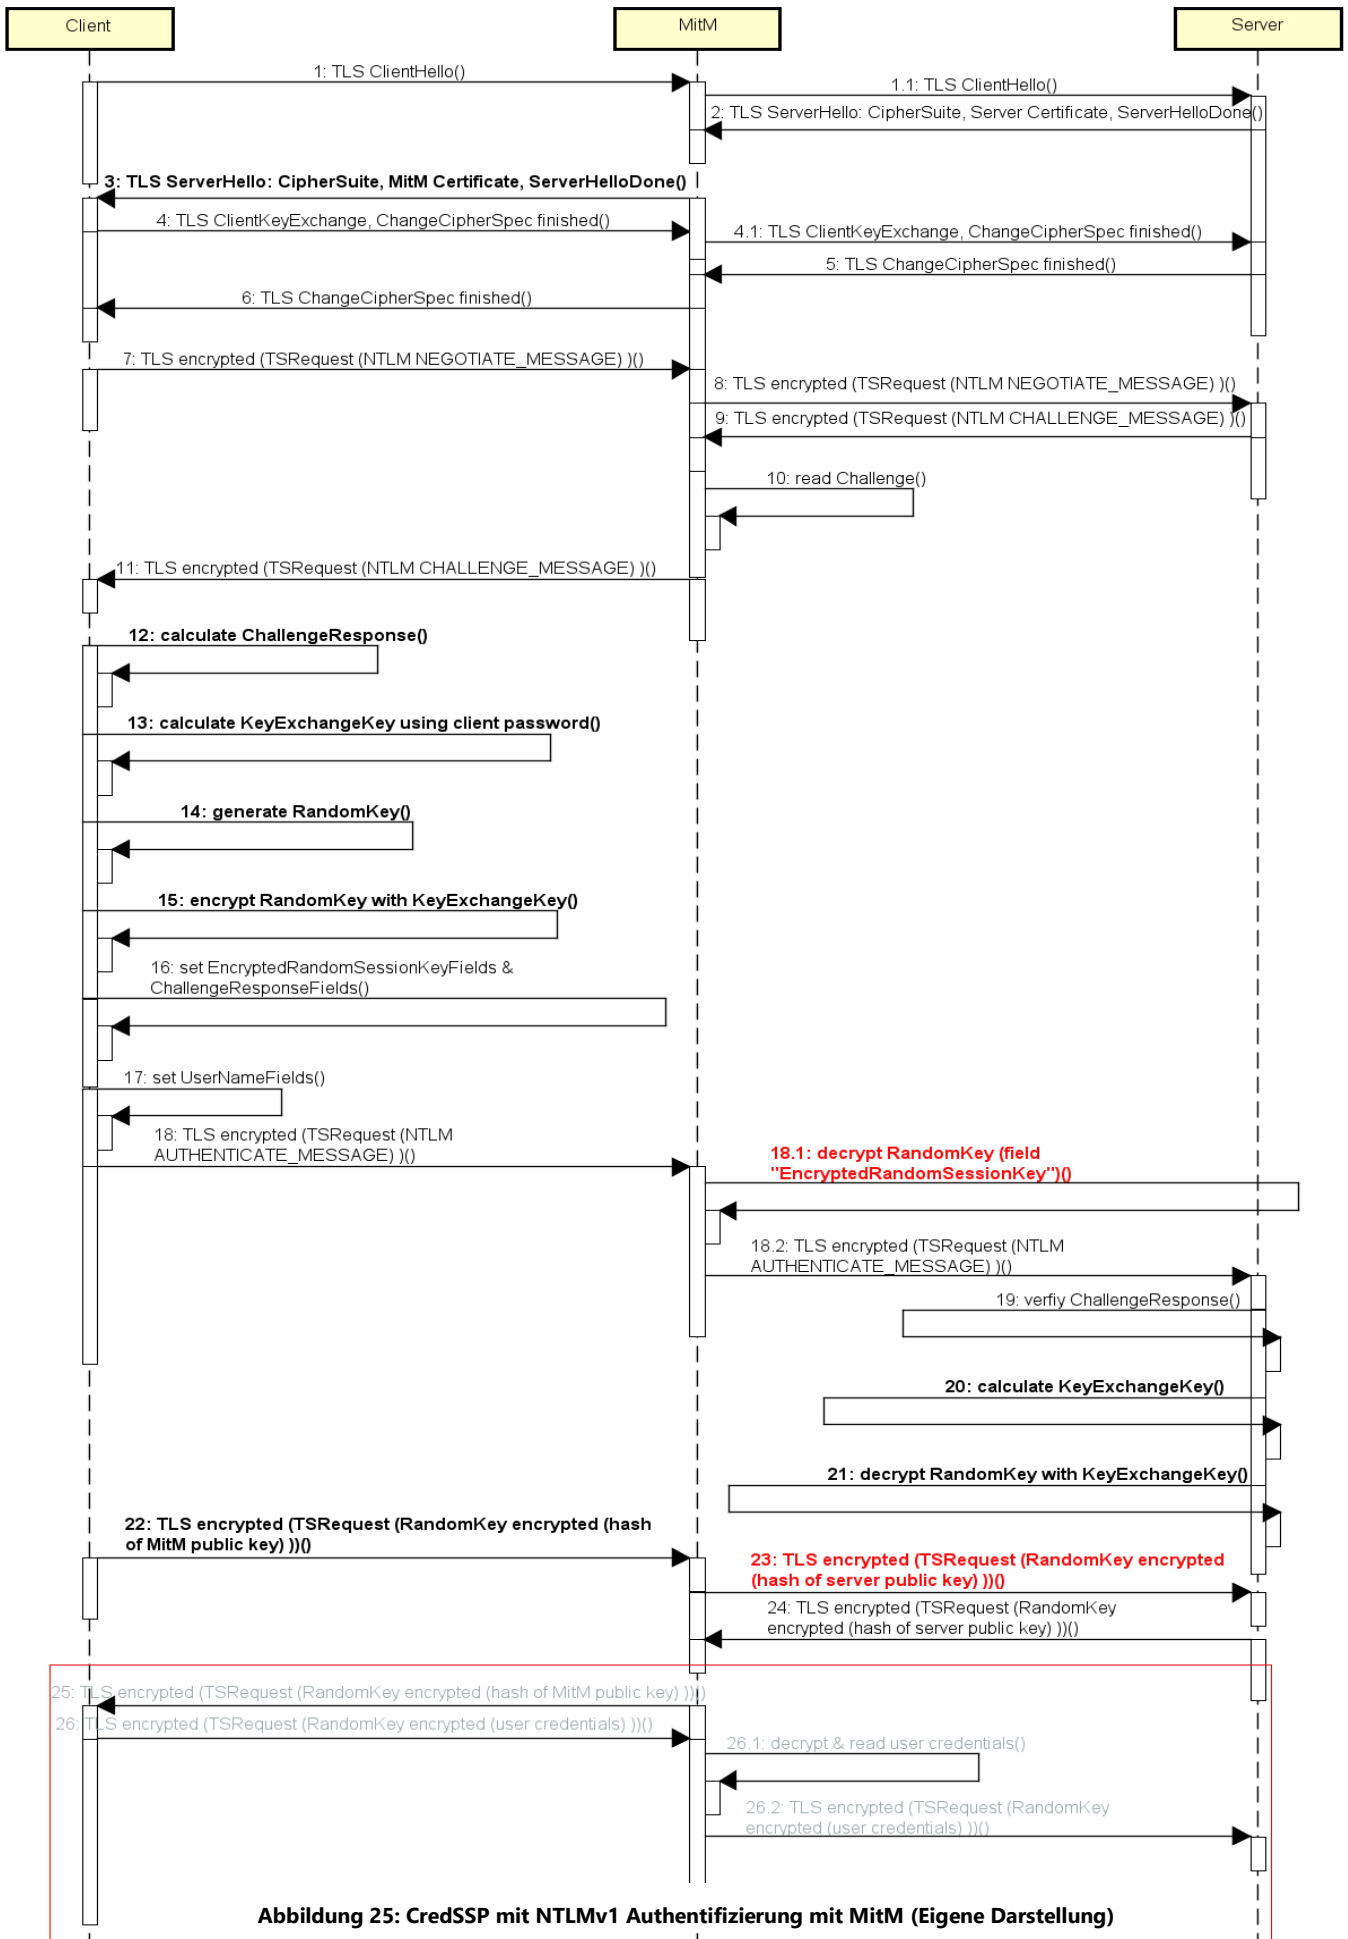 Client
MitM
Server
1: TLS ClientHello()
1.1: TLS ClientHello()
2: TLS ServerHello: CipherSuite, Server Certificate, ServerHelloDone()
3: TLS ServerHello: CipherSuite, MitM Certificate, ServerHelloDone()
4: TLS ClientKeyExchange, ChangeCipherSpec finished()
4.1: TLS ClientKeyExchange, ChangeCipherSpec finished()
5: TLS ChangeCipherSpec finished()
6: TLS ChangeCipherSpec finished()
7: TLS encrypted (TSRequest (NTLM NEGOTIATE_MESSAGE) )()
8: TLS encrypted (TSRequest (NTLM NEGOTIATE_MESSAGE) )()
9: TLS encrypted (TSRequest (NTLM CHALLENGE_MESSAGE) )()
10: read Challenge()
11: TLS encrypted (TSRequest (NTLM CHALLENGE_MESSAGE) )()
12: calculate ChallengeResponse()
13: calculate KeyExchangeKey using client password()
14: generate RandomKey()
15: encrypt RandomKey with KeyExchangeKey()
16: set EncryptedRandomSessionKeyFields &
ChallengeResponseFields()
17: set UserNameFields()
18: TLS encrypted (TSRequest (NTLM
AUTHENTICATE_MESSAGE) )()
18.1: decrypt RandomKey (field
"EncryptedRandomSessionKey")()
18.2: TLS encrypted (TSRequest (NTLM
AUTHENTICATE_MESSAGE) )()
19: verfiy ChallengeResponse()
20: calculate KeyExchangeKey()
21: decrypt RandomKey with KeyExchangeKey()
22: TLS encrypted (TSRequest (RandomKey encrypted (hash
of MitM public key) ))()
23: TLS encrypted (TSRequest (RandomKey encrypted
(hash of server public key) ))()
24: TLS encrypted (TSRequest (RandomKey
encrypted (hash of server public key) ))()
25: TLS encrypted (TSRequest (RandomKey encrypted (hash of MitM public key) ))()
26: TLS encrypted (TSRequest (RandomKey encrypted (user credentials) ))()
26.1: decrypt & read user credentials()
26.2: TLS encrypted (TSRequest (RandomKey
encrypted (user credentials) ))()
Abbildung 25: CredSSP mit NTLMv1 Authentifizierung mit MitM (Eigene Darstellung)